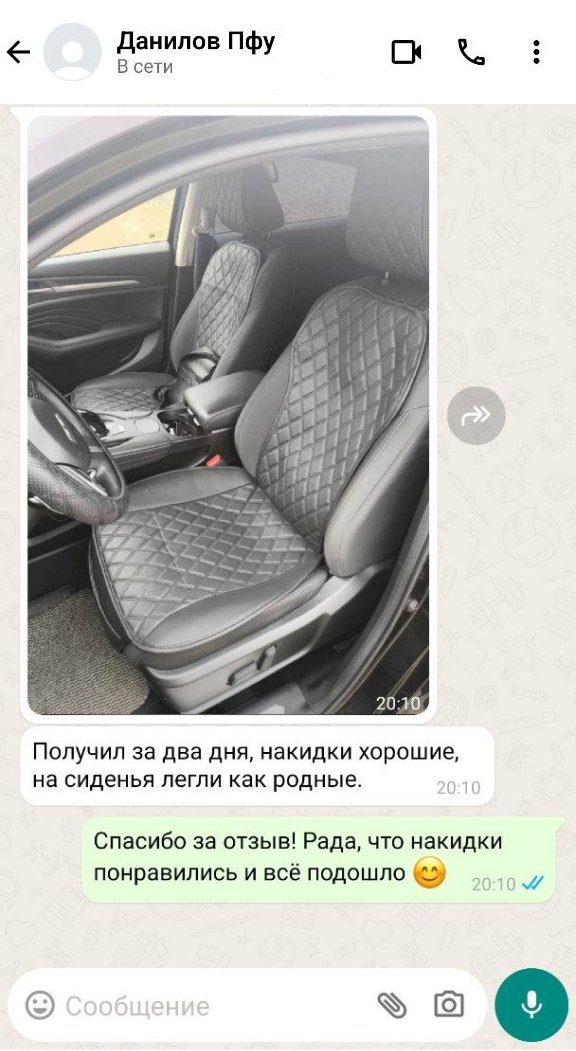 Данилов Пфу
В сети
20:10
Получил за два дня, накидки хорошие,
на сиденья легли как родные.
20:10
Спасибо за отзыв! Рада, что накидки
понравились и всё подошло 😊
20:10
Сообщение